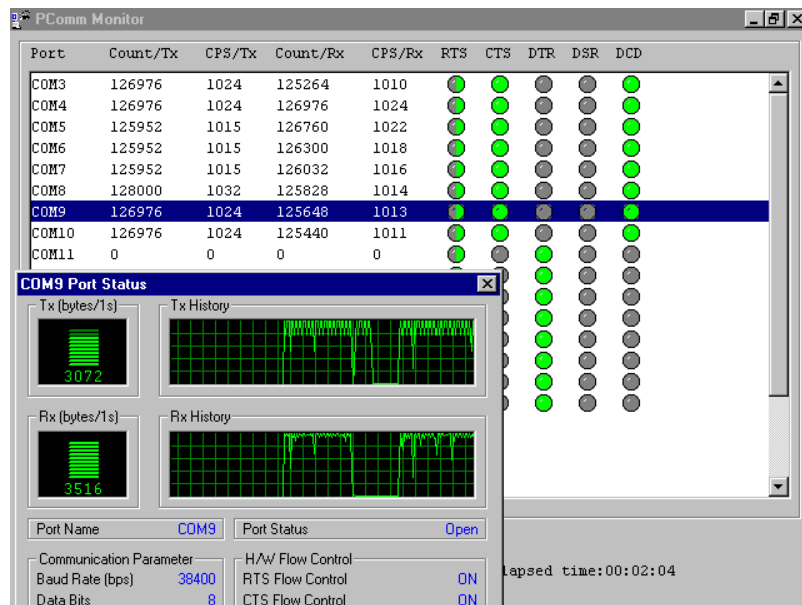 PComm Monitor
Port Count/Tx CPS/Tx Count/Rx CPS/Rx RTS CTS DTR DSR DCD
COM3 126976 1024 125264 1010
COM4 126976 1024 126976 1024
COM5 125952 1015 126760 1022
COM6 125952 1015 126300 1018
COM7 125952 1015 126032 1016
COM8 128000 1032 125828 1014
COM9 126976 1024 125648 1013
COM10 126976 1024 125440 1011
COM11 0 0 0 0
COM9 Port Status
Tx (bytes/1s) Tx History
3072
Rx (bytes/1s) Rx History
3516
Port Name COM9 Port Status Open
Communication Parameter H/W Flow Control
lapsed time:00:02:04
Baud Rate (bps) 38400 RTS Flow Control ON
Data Bits 8 CTS Flow Control ON